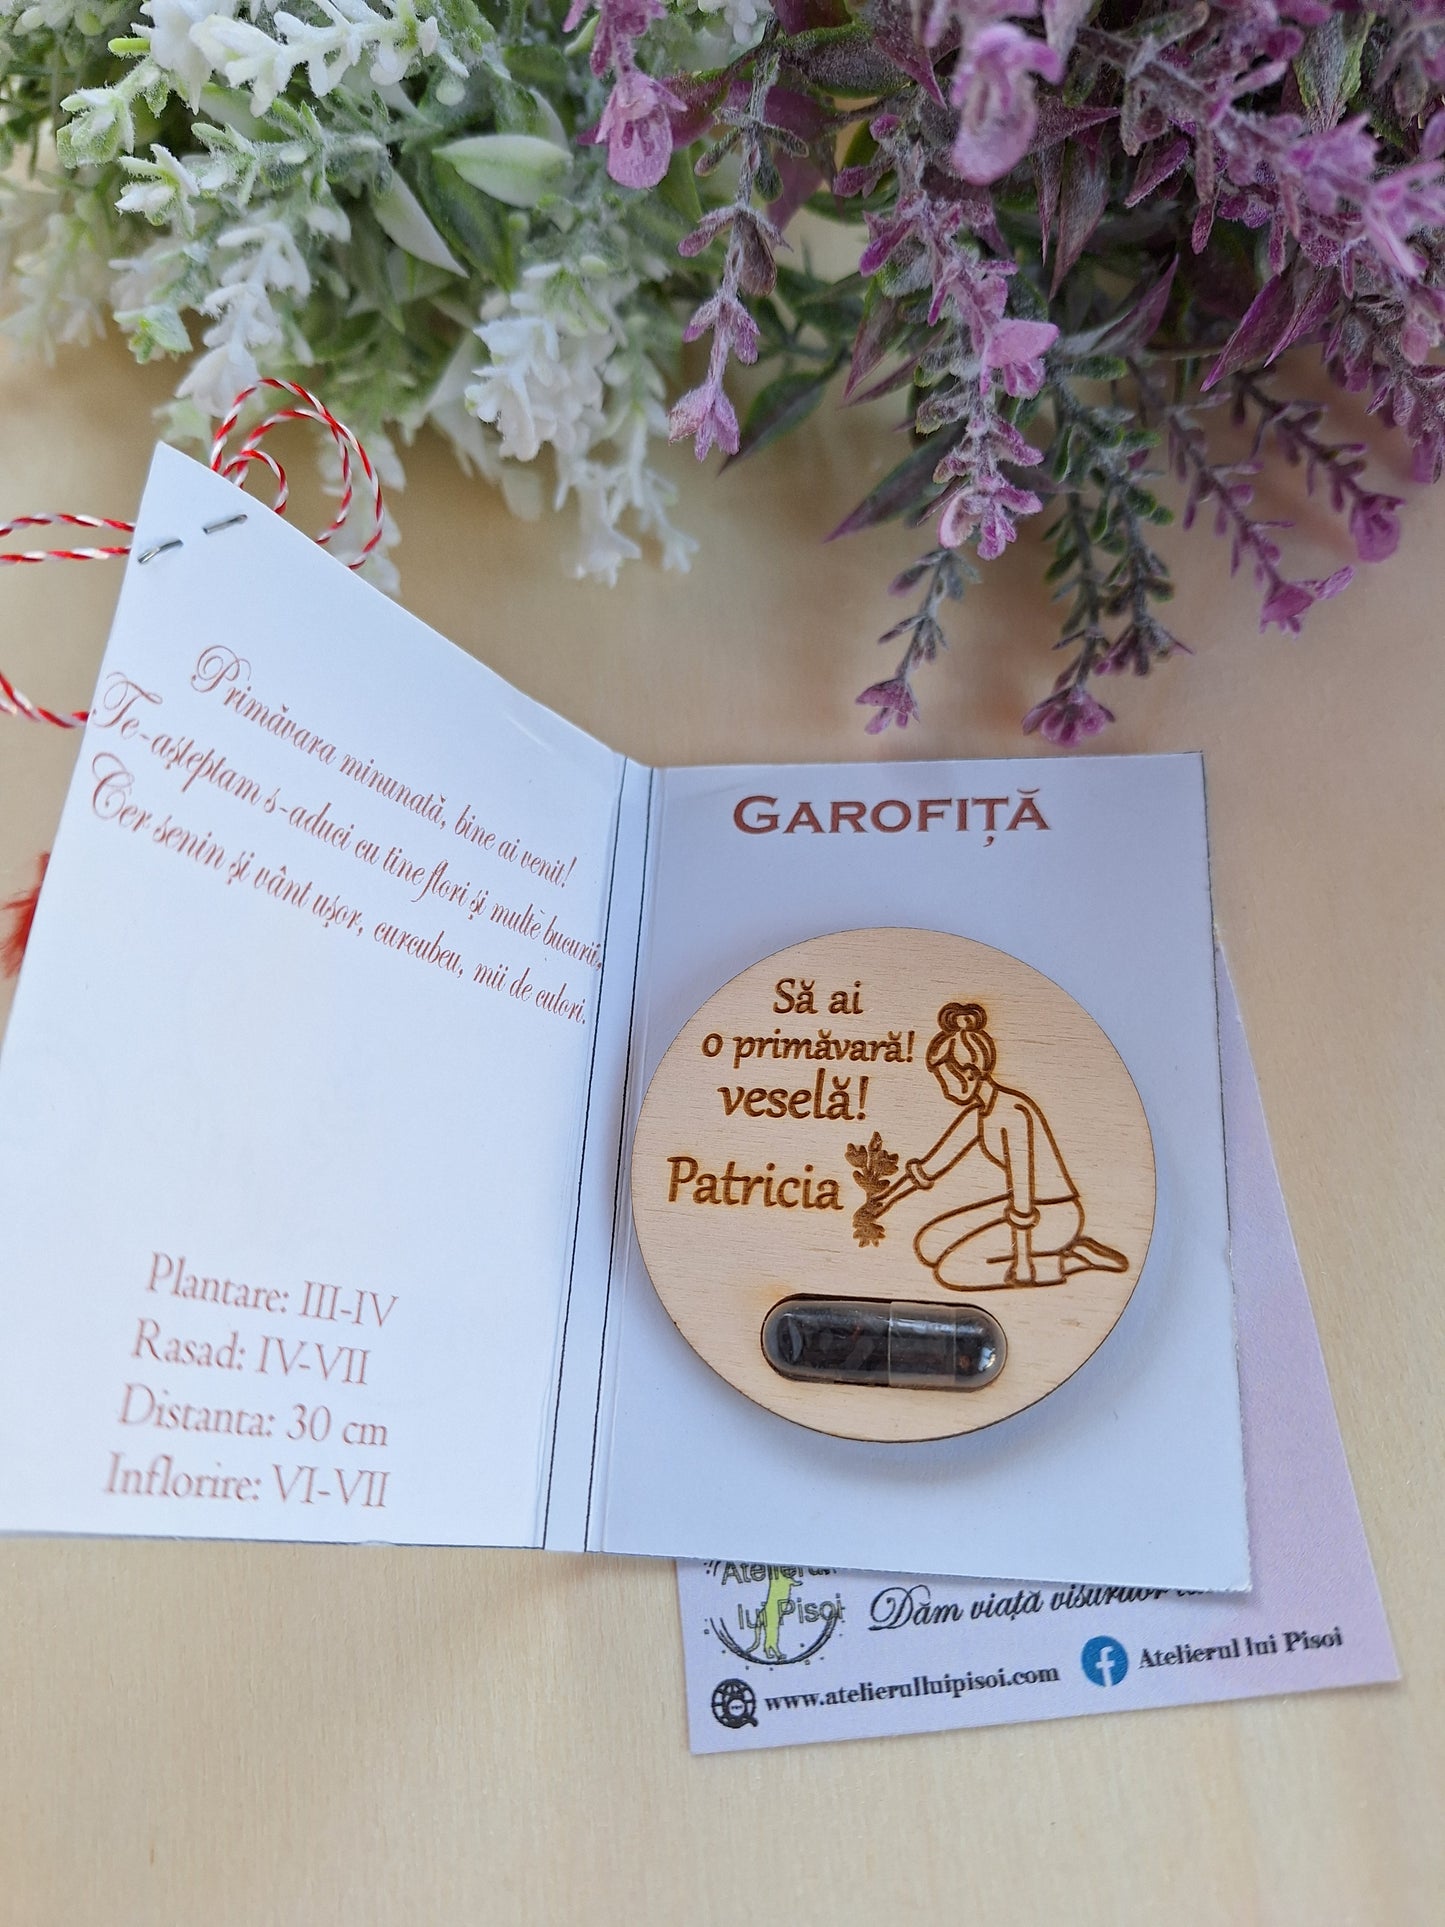 Primăvara minunată, bine ai venit!
Te-așteptam s-aduci cu tine flori și multe bucurii,
Cer senin și vânt ușor, curcubeu, mii de culori.
Plantare: III-IV
Rasad: IV-VII
Distanta: 30 cm
Inflorire: VI-VII
GAROFIȚĂ
Să ai
o primăvară!
veselă!
Patricia
Atelierul
lui Pisoi
Dăm viață visurilor
www.atelierulluipisoi.com
Atelierul lui Pisoi